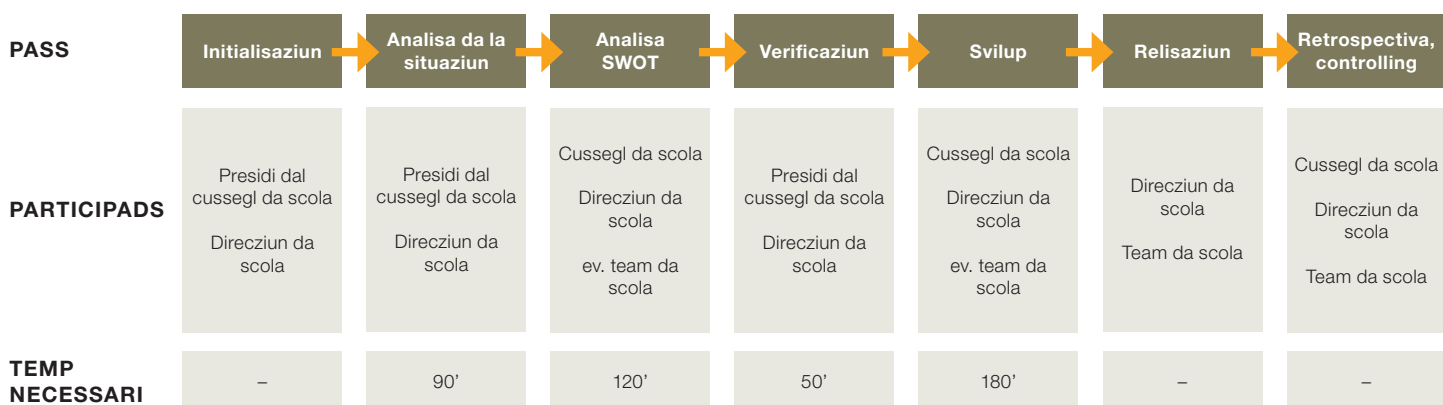 PASS
Initialisaziun
Analisa da la
situaziun
Analisa
SWOT
Verificaziun
Svilup
Relisaziun
Retrospectiva,
controlling
PARTICIPADS
Presidi dal
cussegl da scola
Direcziun da
scola
Presidi dal
cussegl da scola
Direcziun da
scola
Cussegl da scola
Direcziun da
scola
ev. team da
scola
Presidi dal
cussegl da scola
Direcziun da
scola
Cussegl da scola
Direcziun da
scola
ev. team da
scola
Direcziun da
scola
Team da scola
Cussegl da scola
Direcziun da
scola
Team da scola
TEMP
NECESSARI
–
90’
120’
50’
180’
–
–